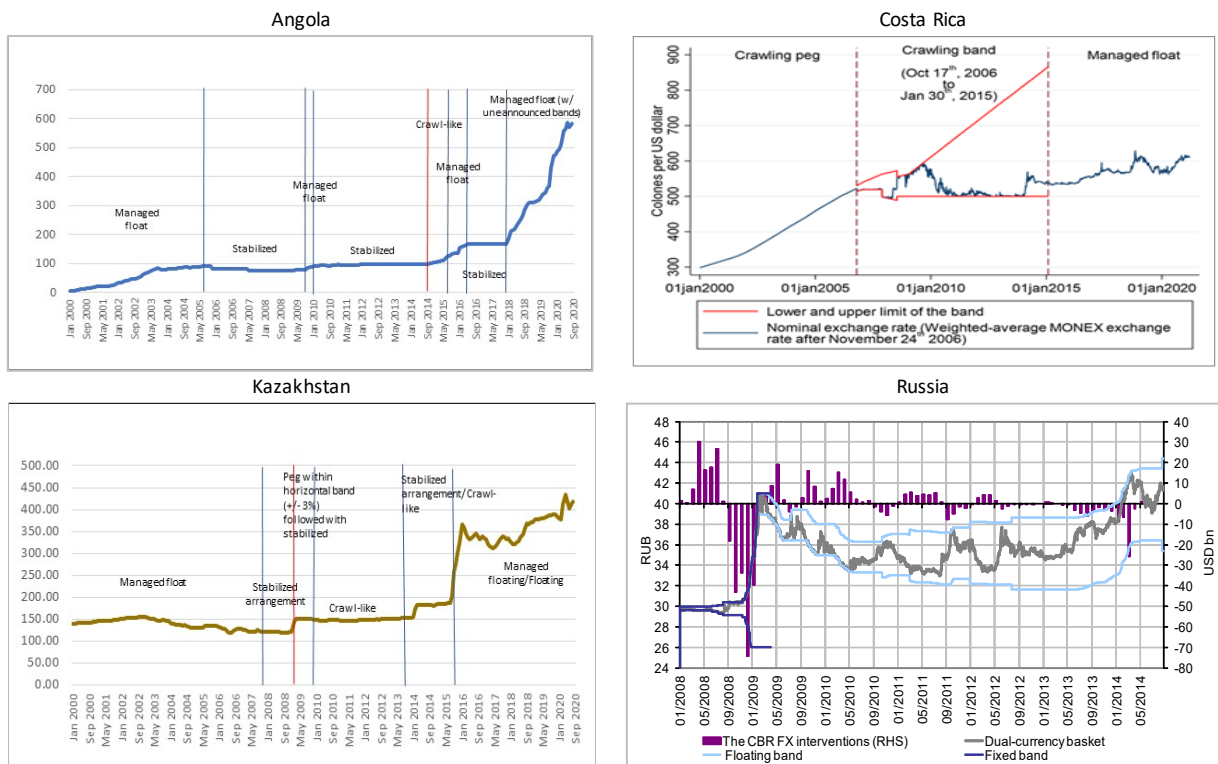 Angola
700
600
500
400
300
200
100
0
Managed
float
Stabilized
Managed
float
Stabilized
Crawl-like
Managed
float
Stabilized
Managed float (w/
unannounced bands)
Jan 2000
Sep 2000
May 2001
Jan 2002
Sep 2002
May 2003
Jan 2004
Sep 2004
May 2005
Jan 2006
Sep 2006
May 2007
Jan 2008
Sep 2008
May 2009
Jan 2010
Sep 2010
May 2011
Jan 2012
Sep 2012
May 2013
Jan 2014
Sep 2014
May 2015
Jan 2016
Sep 2016
May 2017
Jan 2018
Sep 2018
May 2019
Jan 2020
Sep 2020
Costa Rica
Crawling peg
Crawling band
(Oct 17th, 2006
to
Jan 30th, 2015)
Managed float
Colones per US dollar
900
800
700
600
500
400
300
01jan2000
01jan2005
01jan2010
01jan2015
01jan2020
Lower and upper limit of the band
Nominal exchange rate (Weighted-average MONEX exchange
rate after November 24th 2006)
Kazakhstan
500.00
450.00
400.00
350.00
300.00
250.00
200.00
150.00
100.00
50.00
0.00
Managed float
Stabilized
arrangement
Peg within
horizontal band
(+/- 3%)
followed with
stabilized
Crawl-like
Stabilized
arrangement/Crawl-
like
Managed
floating/Floating
Jan 2000
Sep 2000
May 2001
Jan 2002
Sep 2002
May 2003
Jan 2004
Sep 2004
May 2005
Jan 2006
Sep 2006
May 2007
Jan 2008
Sep 2008
May 2009
Jan 2010
Sep 2010
May 2011
Jan 2012
Sep 2012
May 2013
Jan 2014
Sep 2014
May 2015
Jan 2016
Sep 2016
May 2017
Jan 2018
Sep 2018
May 2019
Jan 2020
Sep 2020
Russia
RUB
48
46
44
42
40
38
36
34
32
30
28
26
24
40
30
20
10
0
-10
-20
-30
-40
-50
-60
-70
-80
USD bn
01/2008
05/2008
09/2008
01/2009
05/2009
09/2009
01/2010
05/2010
09/2010
01/2011
05/2011
09/2011
01/2012
05/2012
09/2012
01/2013
05/2013
09/2013
01/2014
05/2014
The CBR FX interventions (RHS)
Dual-currency basket
Floating band
Fixed band